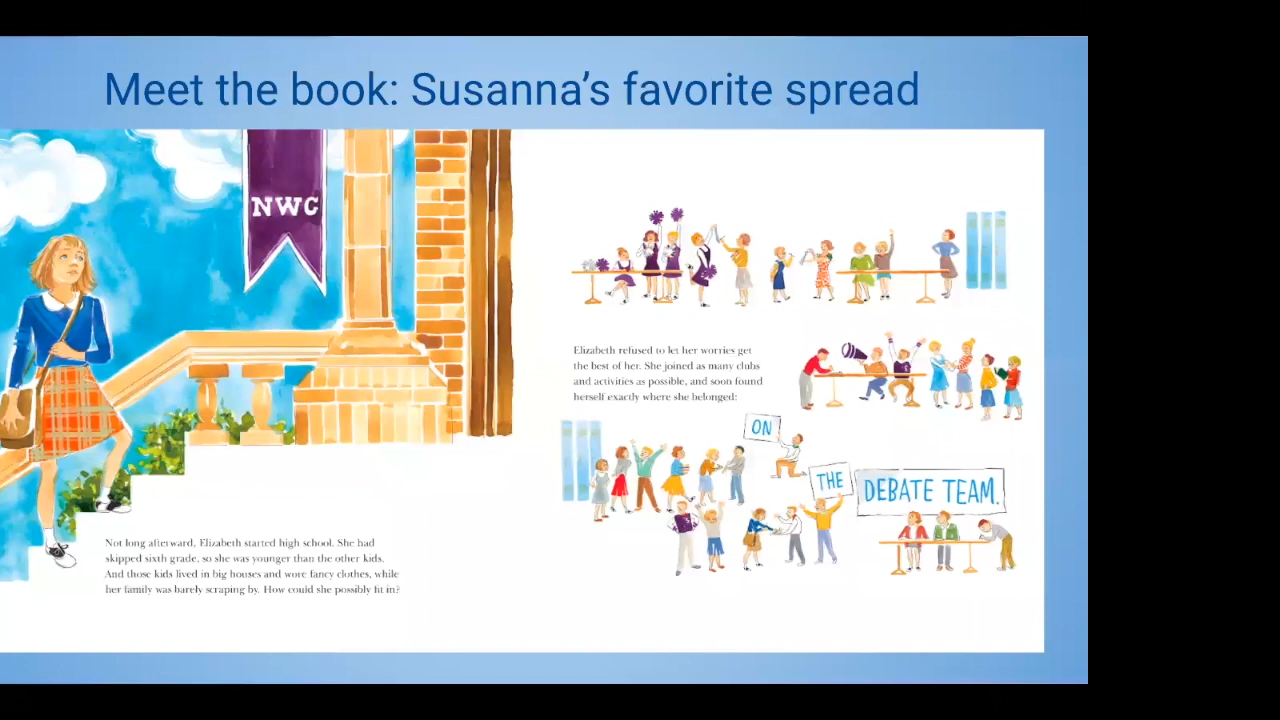 Meet the book: Susanna's favorite spread
NWC
Not long afterward, Elizabeth started high school. She had
skipped sixth grade, so she was younger than the other kids.
And those kids lived in big houses and wore fancy clothes, while
her family was barely scraping by. How could she possibly fit in?
Elizabeth refused to let her worries get
the best of her. She joined as many clubs
and activities as possible, and soon found
herself exactly where she belonged:
ON
THE
DEBATE TEAM.